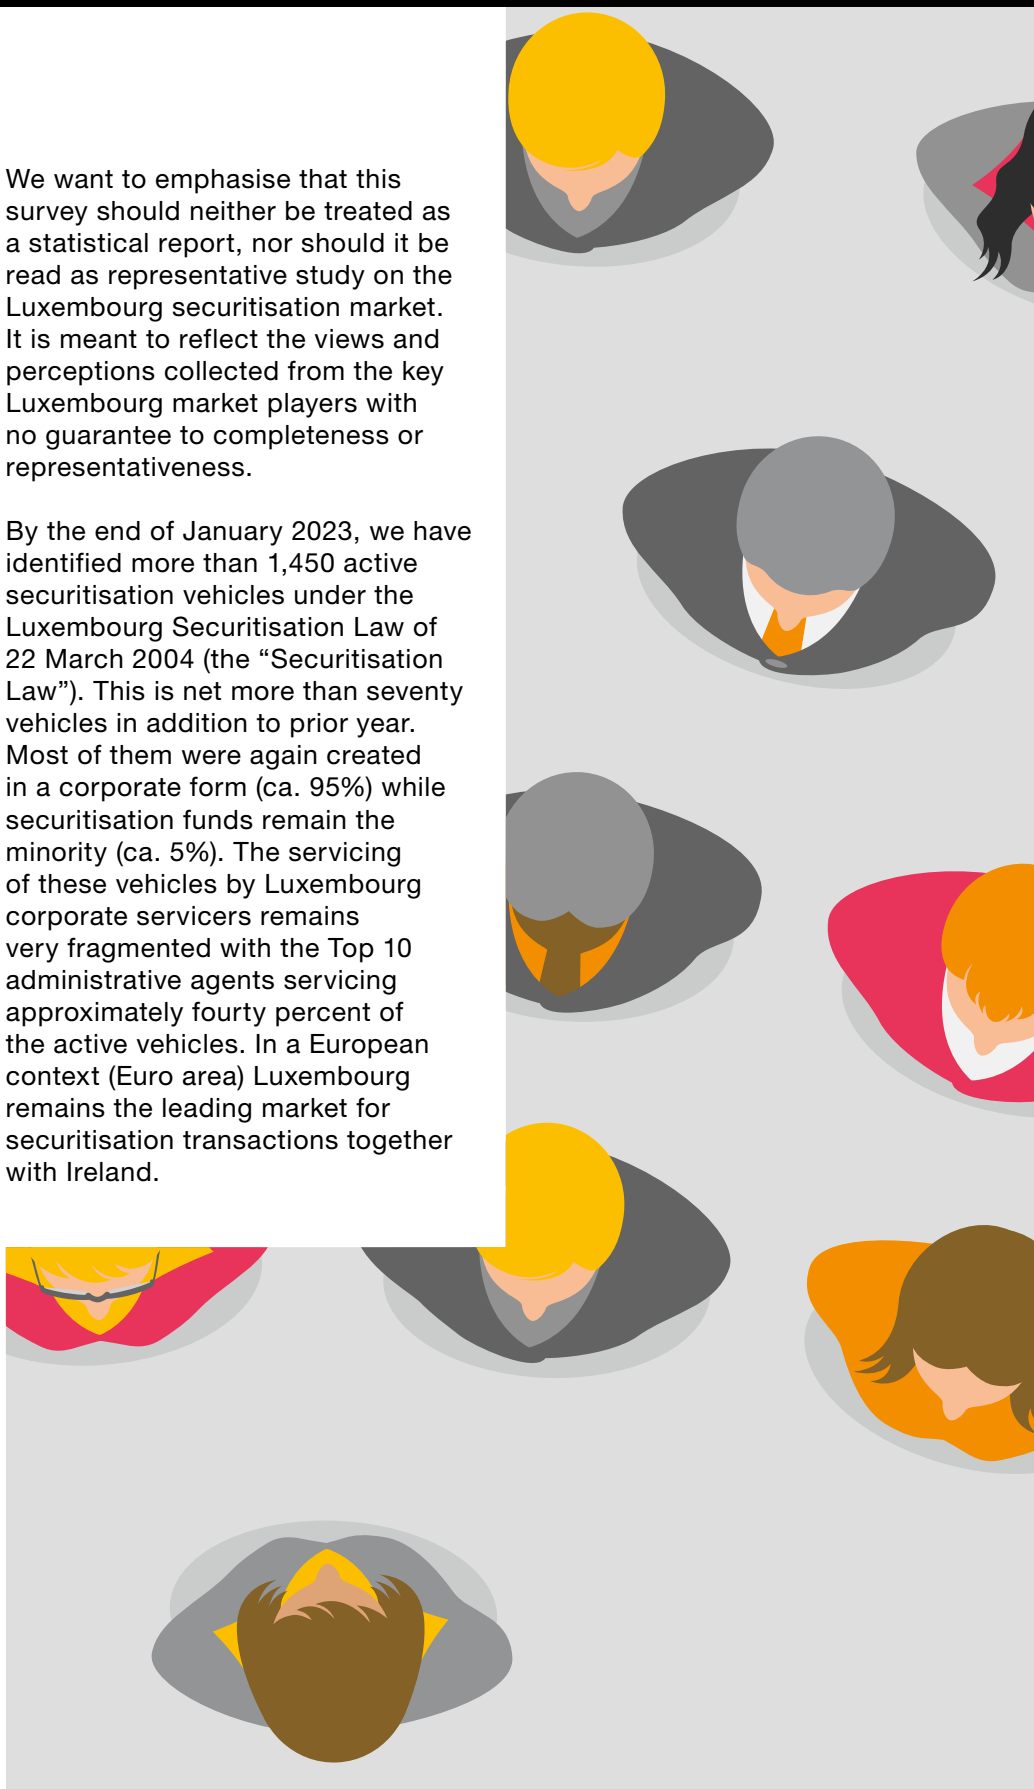 We want to emphasise that this
survey should neither be treated as
a statistical report, nor should it be
read as representative study on the
Luxembourg securitisation market.
It is meant to reflect the views and
perceptions collected from the key
Luxembourg market players with
no guarantee to completeness or
representativeness.
By the end of January 2023, we have
identified more than 1,450 active
securitisation vehicles under the
Luxembourg Securitisation Law of
22 March 2004 (the “Securitisation
Law”). This is net more than seventy
vehicles in addition to prior year.
Most of them were again created
in a corporate form (ca. 95%) while
securitisation funds remain the
minority (ca. 5%). The servicing
of these vehicles by Luxembourg
corporate servicers remains
very fragmented with the Top 10
administrative agents servicing
approximately fourty percent of
the active vehicles. In a European
context (Euro area) Luxembourg
remains the leading market for
securitisation transactions together
with Ireland.